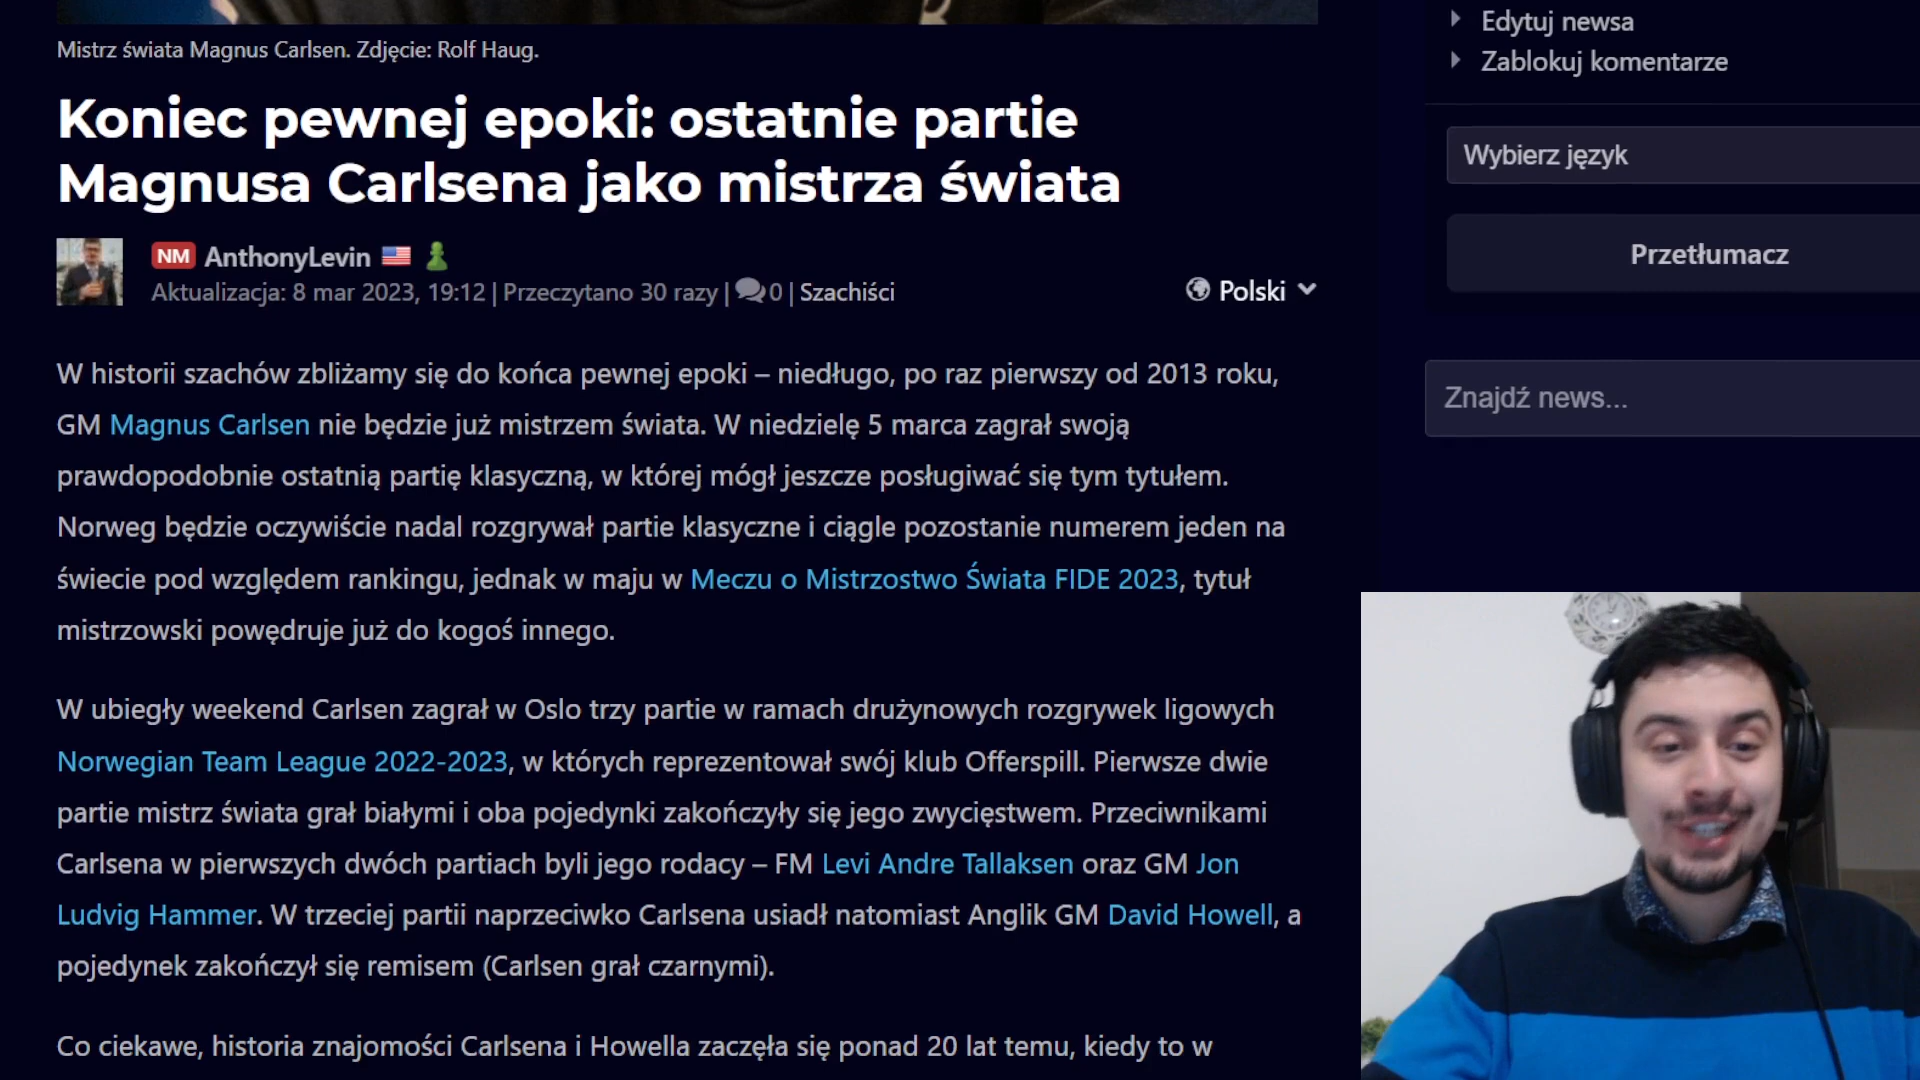 Mistrz świata Magnus Carlsen. Zdjęcie: Rolf Haug.
Koniec pewnej epoki: ostatnie partie
Magnusa Carlsena jako mistrza świata
NM AnthonyLevin
Aktualizacja: 8 mar 2023, 19:12 | Przeczytano 30 razy | 0 | Szachiści
Polski
W historii szachów zbliżamy się do końca pewnej epoki – niedługo, po raz pierwszy od 2013 roku,
GM Magnus Carlsen nie będzie już mistrzem świata. W niedzielę 5 marca zagrał swoją
prawdopodobnie ostatnią partię klasyczną, w której mógł jeszcze posługiwać się tym tytułem.
Norweg będzie oczywiście nadal rozgrywał partie klasyczne i ciągle pozostanie numerem jeden na
świecie pod względem rankingu, jednak w maju w Meczu o Mistrzostwo Świata FIDE 2023, tytuł
mistrzowski powędruje już do kogoś innego.
W ubiegły weekend Carlsen zagrał w Oslo trzy partie w ramach drużynowych rozgrywek ligowych
Norwegian Team League 2022-2023, w których reprezentował swój klub Offerspill. Pierwsze dwie
partie mistrz świata grał białymi i oba pojedynki zakończyły się jego zwycięstwem. Przeciwnikami
Carlsena w pierwszych dwóch partiach byli jego rodacy – FM Levi Andre Tallaksen oraz GM Jon
Ludvig Hammer. W trzeciej partii naprzeciwko Carlsena usiadł natomiast Anglik GM David Howell, a
pojedynek zakończył się remisem (Carlsen grał czarnymi).
Co ciekawe, historia znajomości Carlsena i Howella zaczęła się ponad 20 lat temu, kiedy to w
Edytuj newsa
Zablokuj komentarze
Wybierz język
Przetłumacz
Znajdź news...